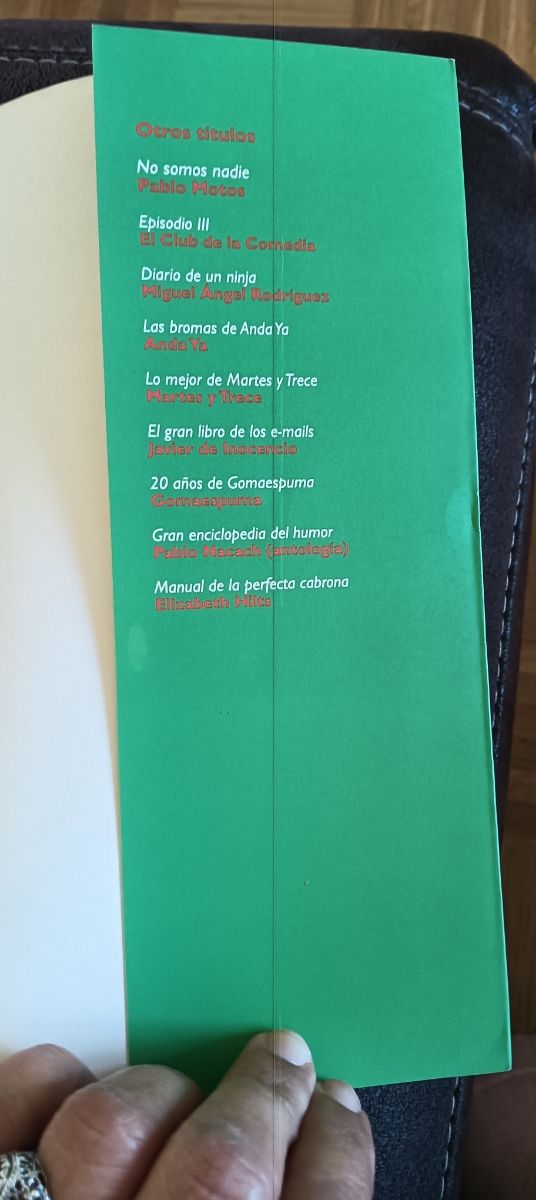 Otros títulos
No somos nadie
Pablo Motos
Episodio III
El Club de la Comedia
Diario de un ninja
Miguel Ángel Rodríguez
Las bromas de Anda Ya
Anda Ya
Lo mejor de Martes y Trece
Martes y Trece
El gran libro de los e-mails
Javier de Inocencio
20 años de Gomaespuma
Gomaespuma
Gran enciclopedia del humor
Pablo Nacach (antología)
Manual de la perfecta cabrona
Elizabeth Hilts